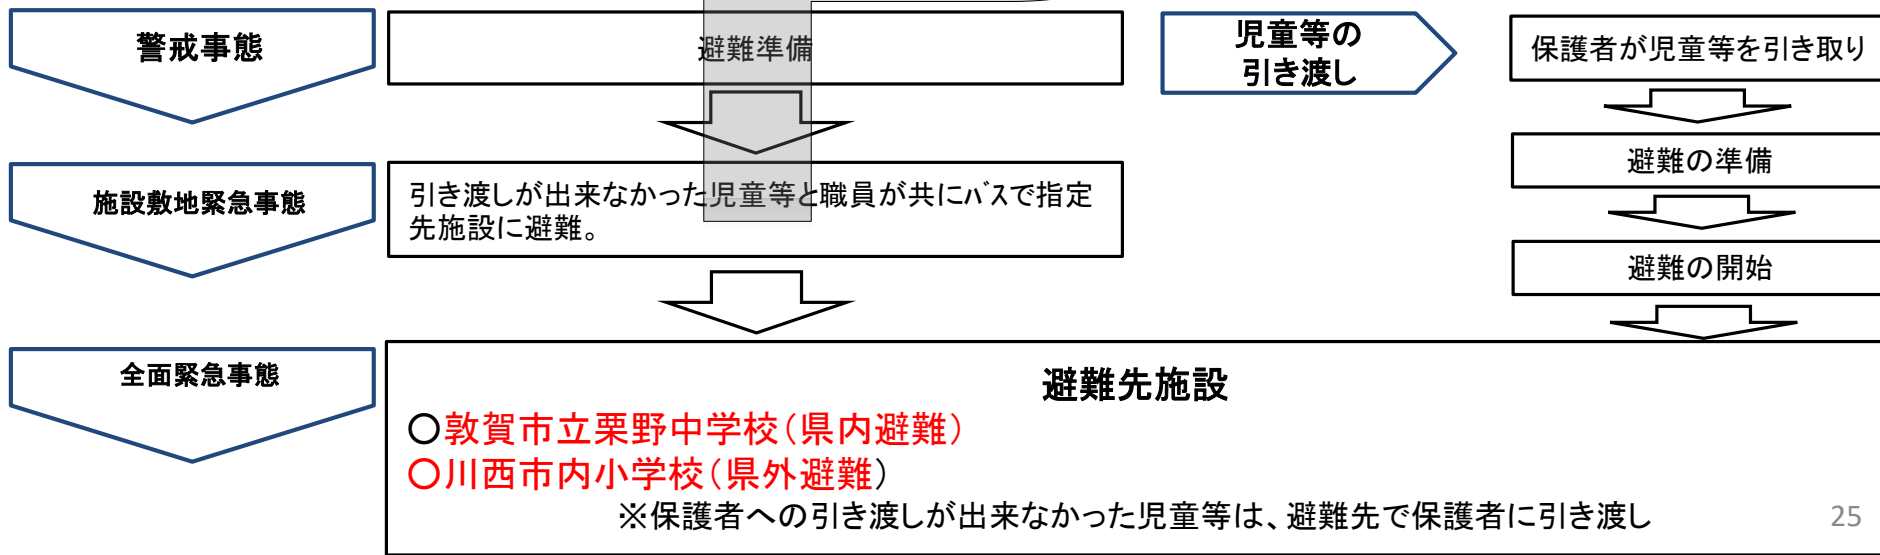 警戒事態
避難準備
児童等の
引き渡し
保護者が児童等を引き取り
避難の準備
施設敷地緊急事態
引き渡しが出来なかった児童等と職員が共にバスで指定
先施設に避難。
避難の開始
全面緊急事態
避難先施設
○敦賀市立栗野中学校(県内避難)
○川西市内小学校(県外避難)
※保護者への引き渡しが出来なかった児童等は、避難先で保護者に引き渡し
25